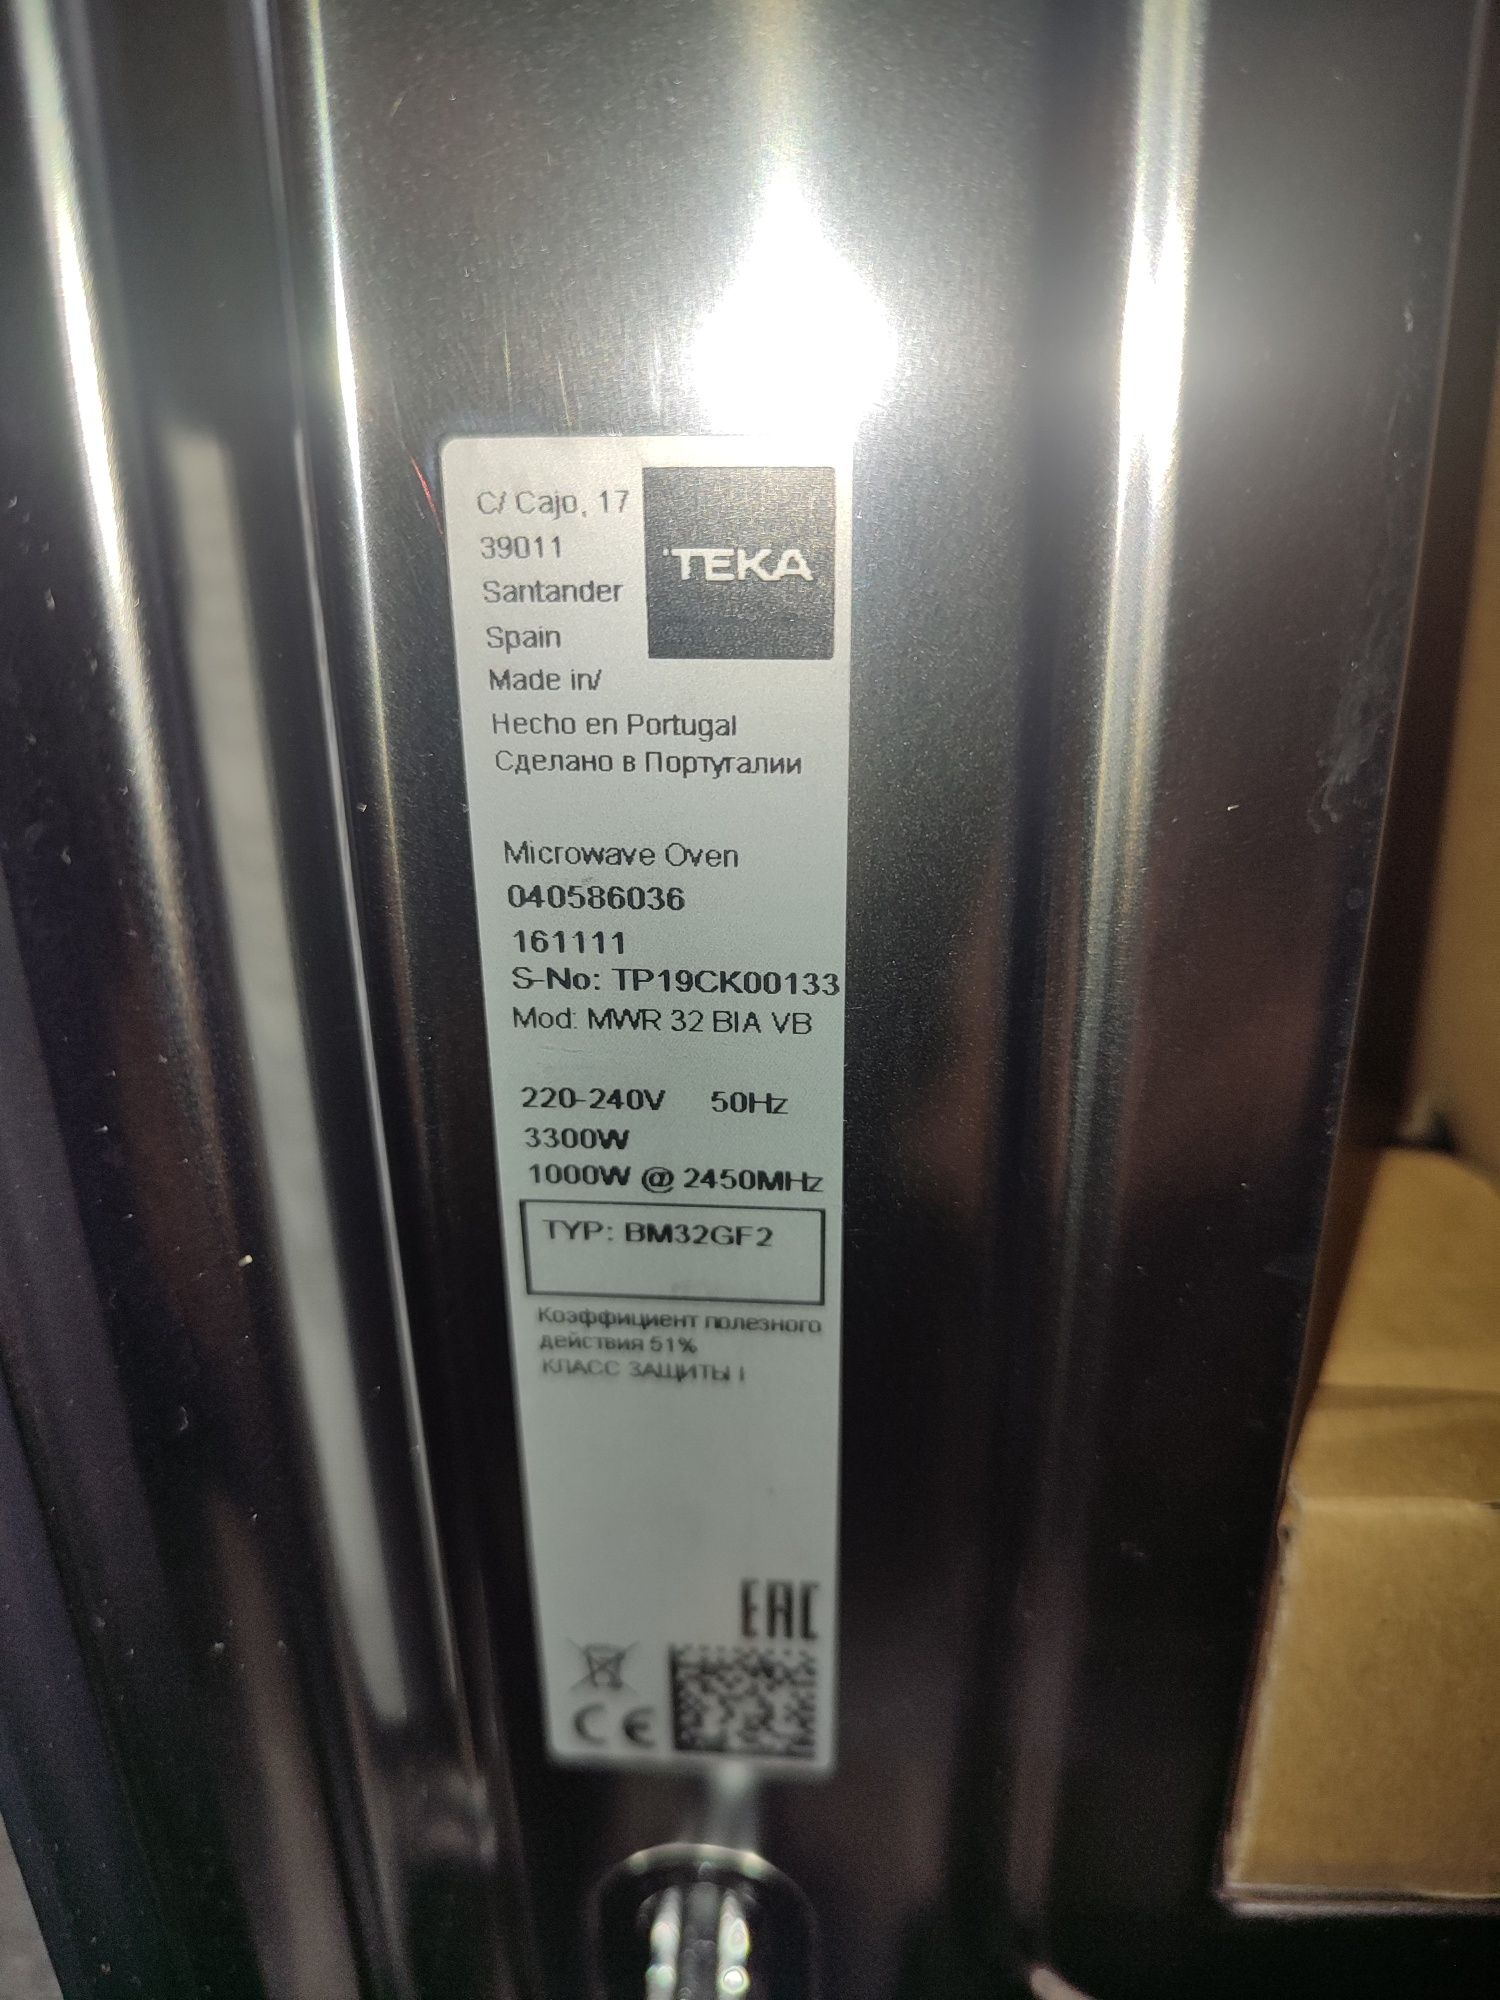 C/ Cajo, 17
39011
Santander
Spain
TEKA
Made in/
Hecho en Portugal
Сделано в Португалии
Microwave Oven
040586036
161111
S-No: TP19CK00133
Mod: MWR 32 BIA VB
220-240V 50Hz
3300W
1000W @ 2450MHz
TYP: BM32GF2
Коэффициент полезного
действия 51%
КЛАСС ЗАЩИТЫ I
EAC
CE